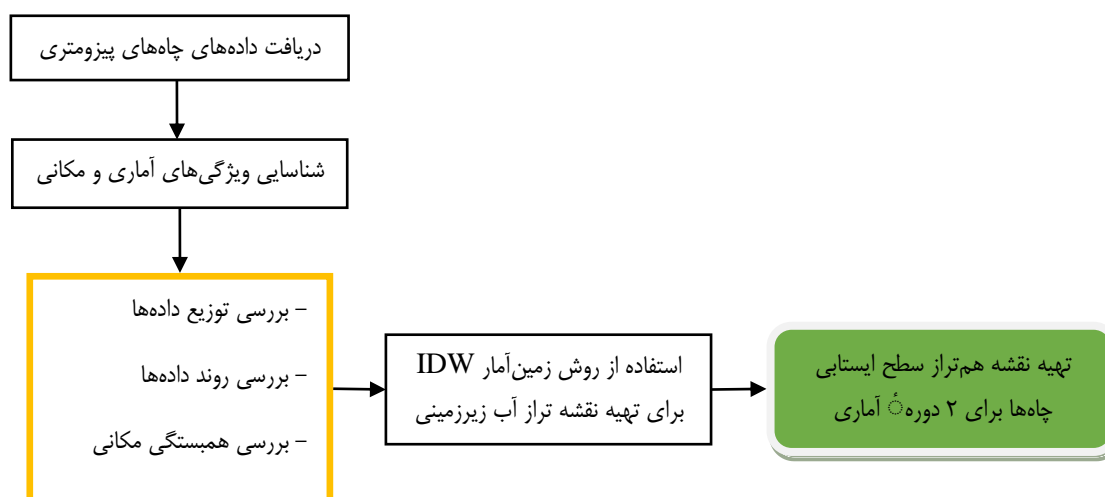 دریافت داده‌های چاه‌های پیزومتری
شناسایی ویژگی‌های آماری و مکانی
– بررسی توزیع داده‌ها
– بررسی روند داده‌ها
– بررسی همبستگی مکانی
استفاده از روش زمین‌آمار IDW
برای تهیه نقشه تراز آب زیرزمینی
تهیه نقشه هم‌تراز سطح ایستابی
چاه‌ها برای ۲ دورهٔ آماری